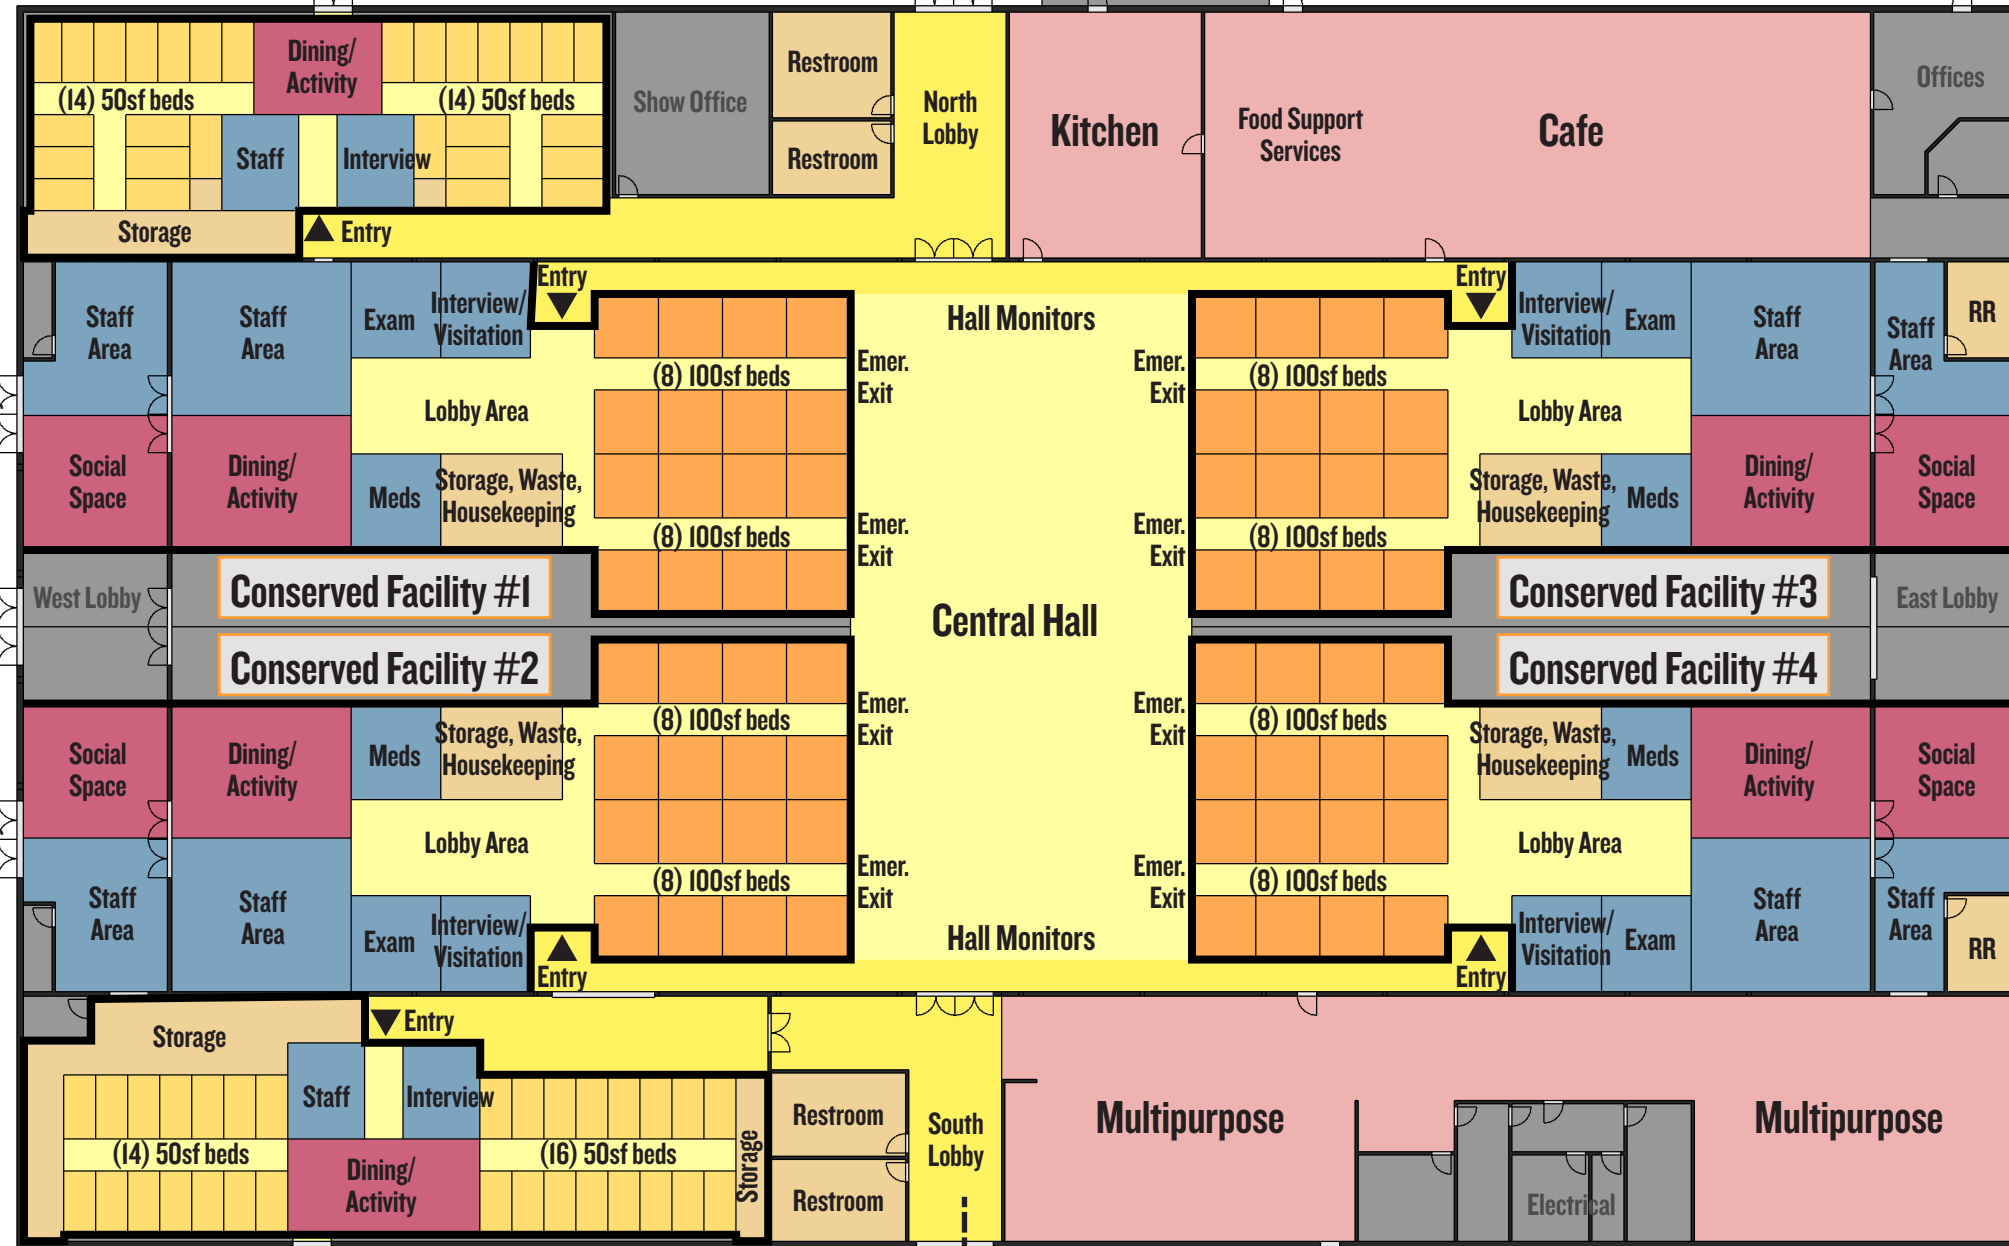 Dining/
Activity
(14) 50sf beds
(14) 50sf beds
Staff
Interview
Storage
Entry
Show Office
Restroom
Restroom
North
Lobby
Kitchen
Food Support
Services
Cafe
Offices
Staff
Area
Staff
Area
Exam
Interview/
Visitation
Entry
Lobby Area
(8) 100sf beds
Social
Space
Dining/
Activity
Meds
Storage, Waste,
Housekeeping
(8) 100sf beds
Emer.
Exit
Emer.
Exit
Hall Monitors
Emer.
Exit
Emer.
Exit
Entry
(8) 100sf beds
Interview/
Visitation
Exam
Staff
Area
Staff
Area
RR
Lobby Area
(8) 100sf beds
Storage, Waste,
Housekeeping
Meds
Dining/
Activity
Social
Space
West Lobby
Conserved Facility #1
Conserved Facility #2
Central Hall
Conserved Facility #3
Conserved Facility #4
East Lobby
Social
Space
Dining/
Activity
Meds
Storage, Waste,
Housekeeping
(8) 100sf beds
Lobby Area
(8) 100sf beds
Staff
Area
Staff
Area
Exam
Interview/
Visitation
Entry
Emer.
Exit
Emer.
Exit
Hall Monitors
Emer.
Exit
Emer.
Exit
(8) 100sf beds
Storage, Waste,
Housekeeping
Meds
Dining/
Activity
Social
Space
Lobby Area
(8) 100sf beds
Entry
Interview/
Visitation
Exam
Staff
Area
Staff
Area
RR
Storage
Entry
Staff
Interview
(14) 50sf beds
Dining/
Activity
(16) 50sf beds
Storage
Restroom
Restroom
South
Lobby
Multipurpose
Electrical
Multipurpose